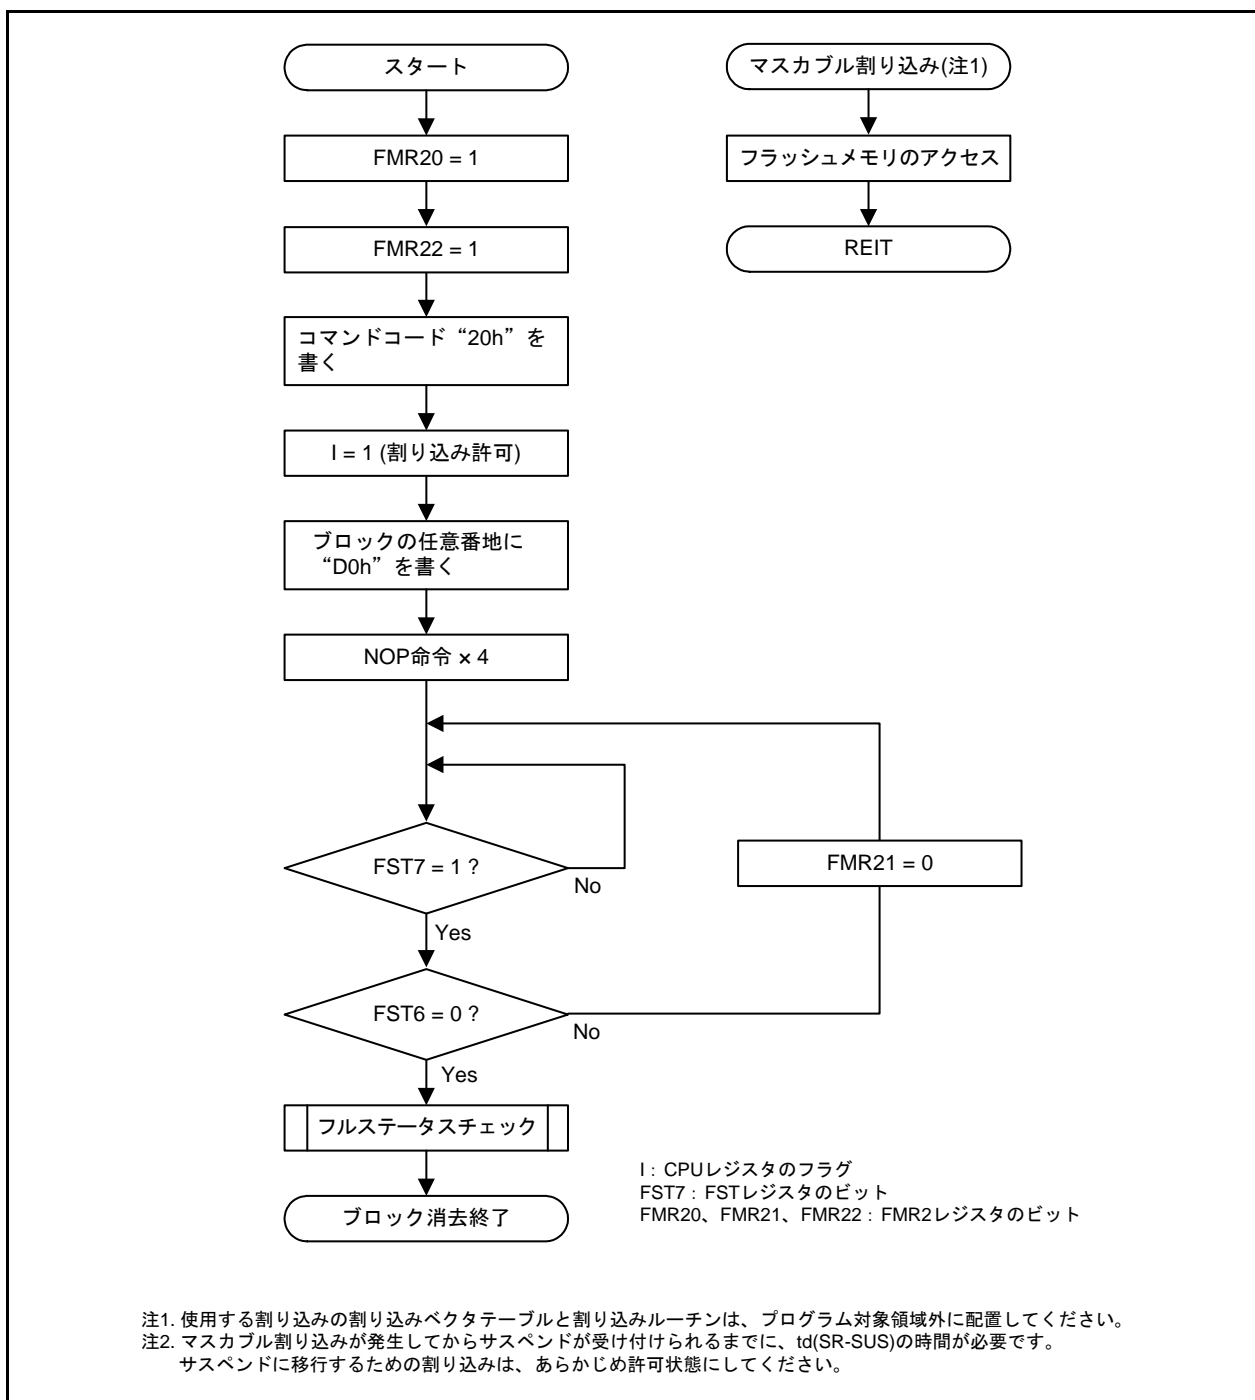 スタート
FMR20 = 1
FMR22 = 1
コマンドコード“20h”を
書く
I = 1 (割り込み許可)
ブロックの任意番地に
“D0h”を書く
NOP命令 × 4
FST7 = 1 ?
No
Yes
FMR21 = 0
FST6 = 0 ?
No
Yes
フルステータスチェック
ブロック消去終了
マスカブル割り込み(注1)
フラッシュメモリのアクセス
REIT
I : CPUレジスタのフラグ
FST7 : FSTレジスタのビット
FMR20、FMR21、FMR22 : FMR2レジスタのビット
注1. 使用する割り込みの割り込みベクタテーブルと割り込みルーチンは、プログラム対象領域外に配置してください。
注2. マスカブル割り込みが発生してからサスペンドが受け付けられるまでに、td(SR-SUS)の時間が必要です。
サスペンドに移行するための割り込みは、あらかじめ許可状態にしてください。